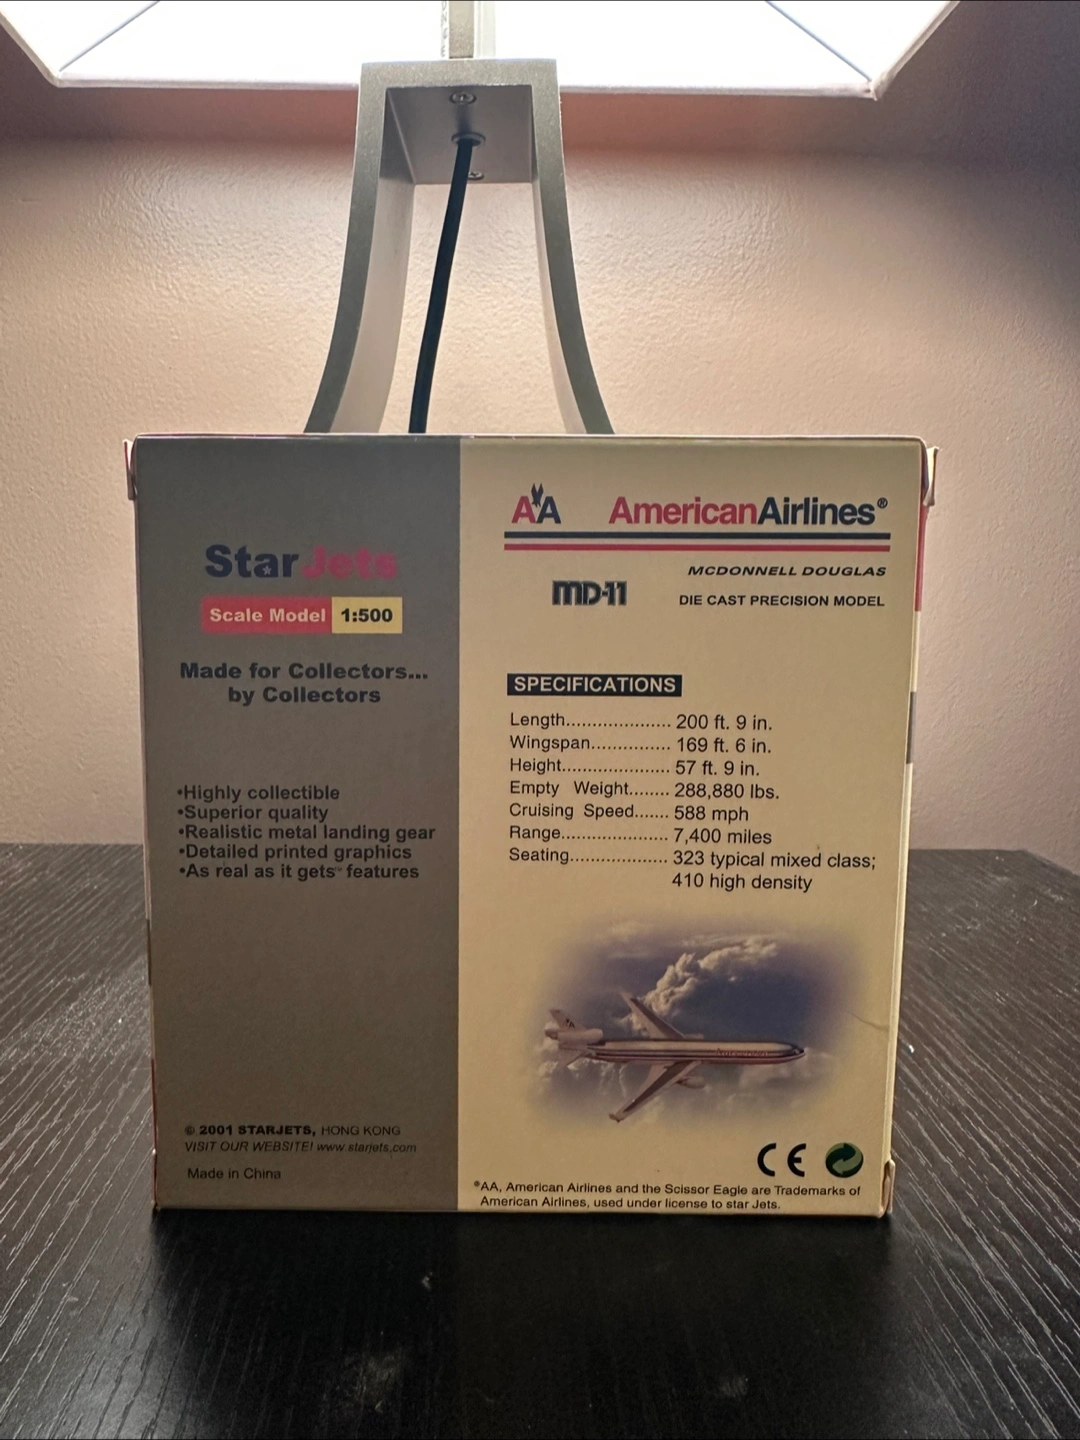 StarJets
Scale Model 1:500
Made for Collectors...
by Collectors
•Highly collectible
•Superior quality
•Realistic metal landing gear
•Detailed printed graphics
•As real as it gets™ features
© 2001 STARJETS, HONG KONG
VISIT OUR WEBSITE! www.starjets.com
Made in China
AA AmericanAirlines®
MCDONNELL DOUGLAS
MD-11
DIE CAST PRECISION MODEL
SPECIFICATIONS
Length.................... 200 ft. 9 in.
Wingspan............... 169 ft. 6 in.
Height..................... 57 ft. 9 in.
Empty Weight........ 288,880 lbs.
Cruising Speed....... 588 mph
Range..................... 7,400 miles
Seating................... 323 typical mixed class;
410 high density
American
CE
®AA, American Airlines and the Scissor Eagle are Trademarks of
American Airlines, used under license to star Jets.